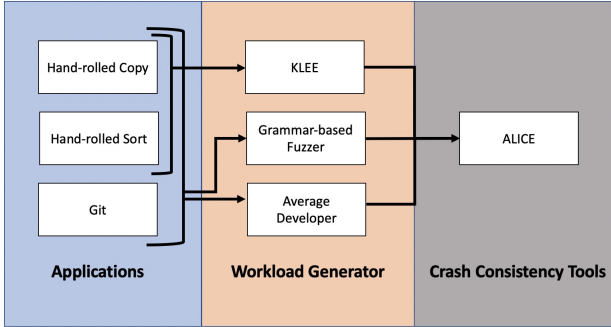 Hand-rolled Copy
Hand-rolled Sort
Git
Applications
KLEE
Grammar-based
Fuzzer
Average
Developer
Workload Generator
ALICE
Crash Consistency Tools